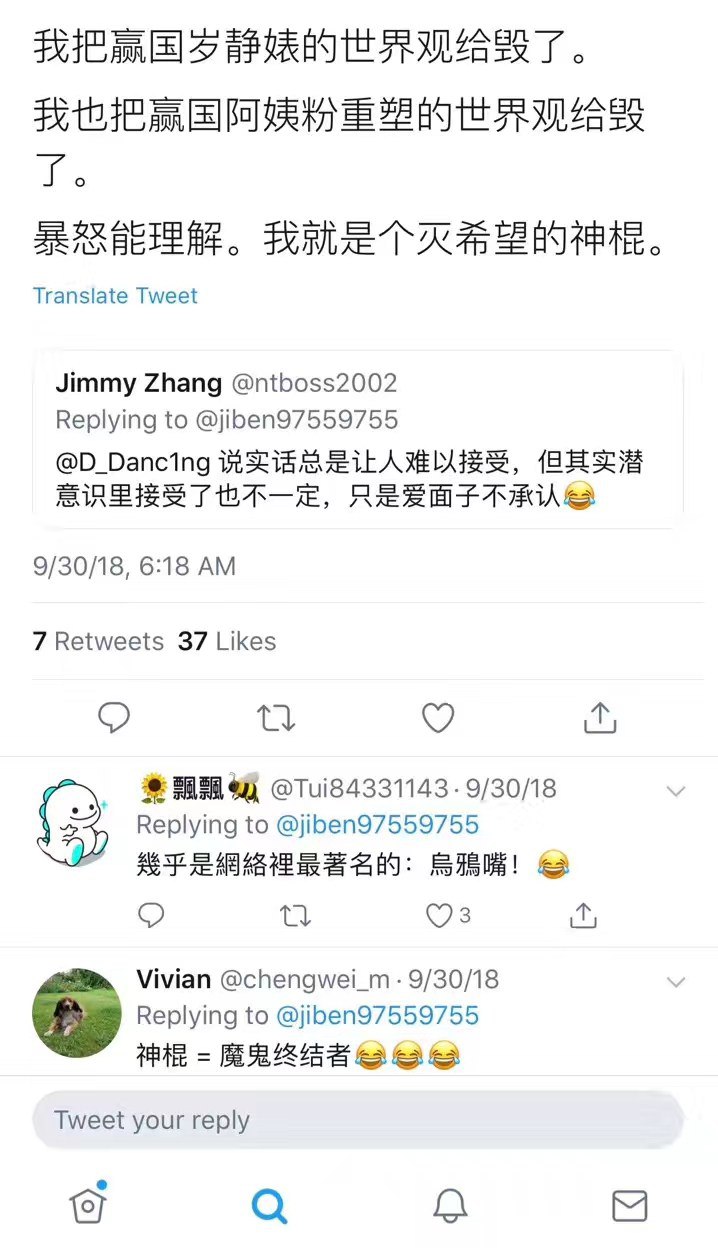 我把赢国岁静婊的世界观给毁了。
我也把赢国阿姨粉重塑的世界观给毁
了。
暴怒能理解。我就是个灭希望的神棍。
Translate Tweet
Jimmy Zhang @ntboss2002
Replying to @jiben97559755
@D_Danc1ng 说实话总是让人难以接受，但其实潜
意识里接受了也不一定，只是爱面子不承认😂
9/30/18, 6:18 AM
7 Retweets 37 Likes
🌻飄飄🐝 @Tui84331143 · 9/30/18
Replying to @jiben97559755
幾乎是網絡裡最著名的：烏鴉嘴！😂
3
Vivian @chengwei_m · 9/30/18
Replying to @jiben97559755
神棍 = 魔鬼终结者😂😂😂
Tweet your reply